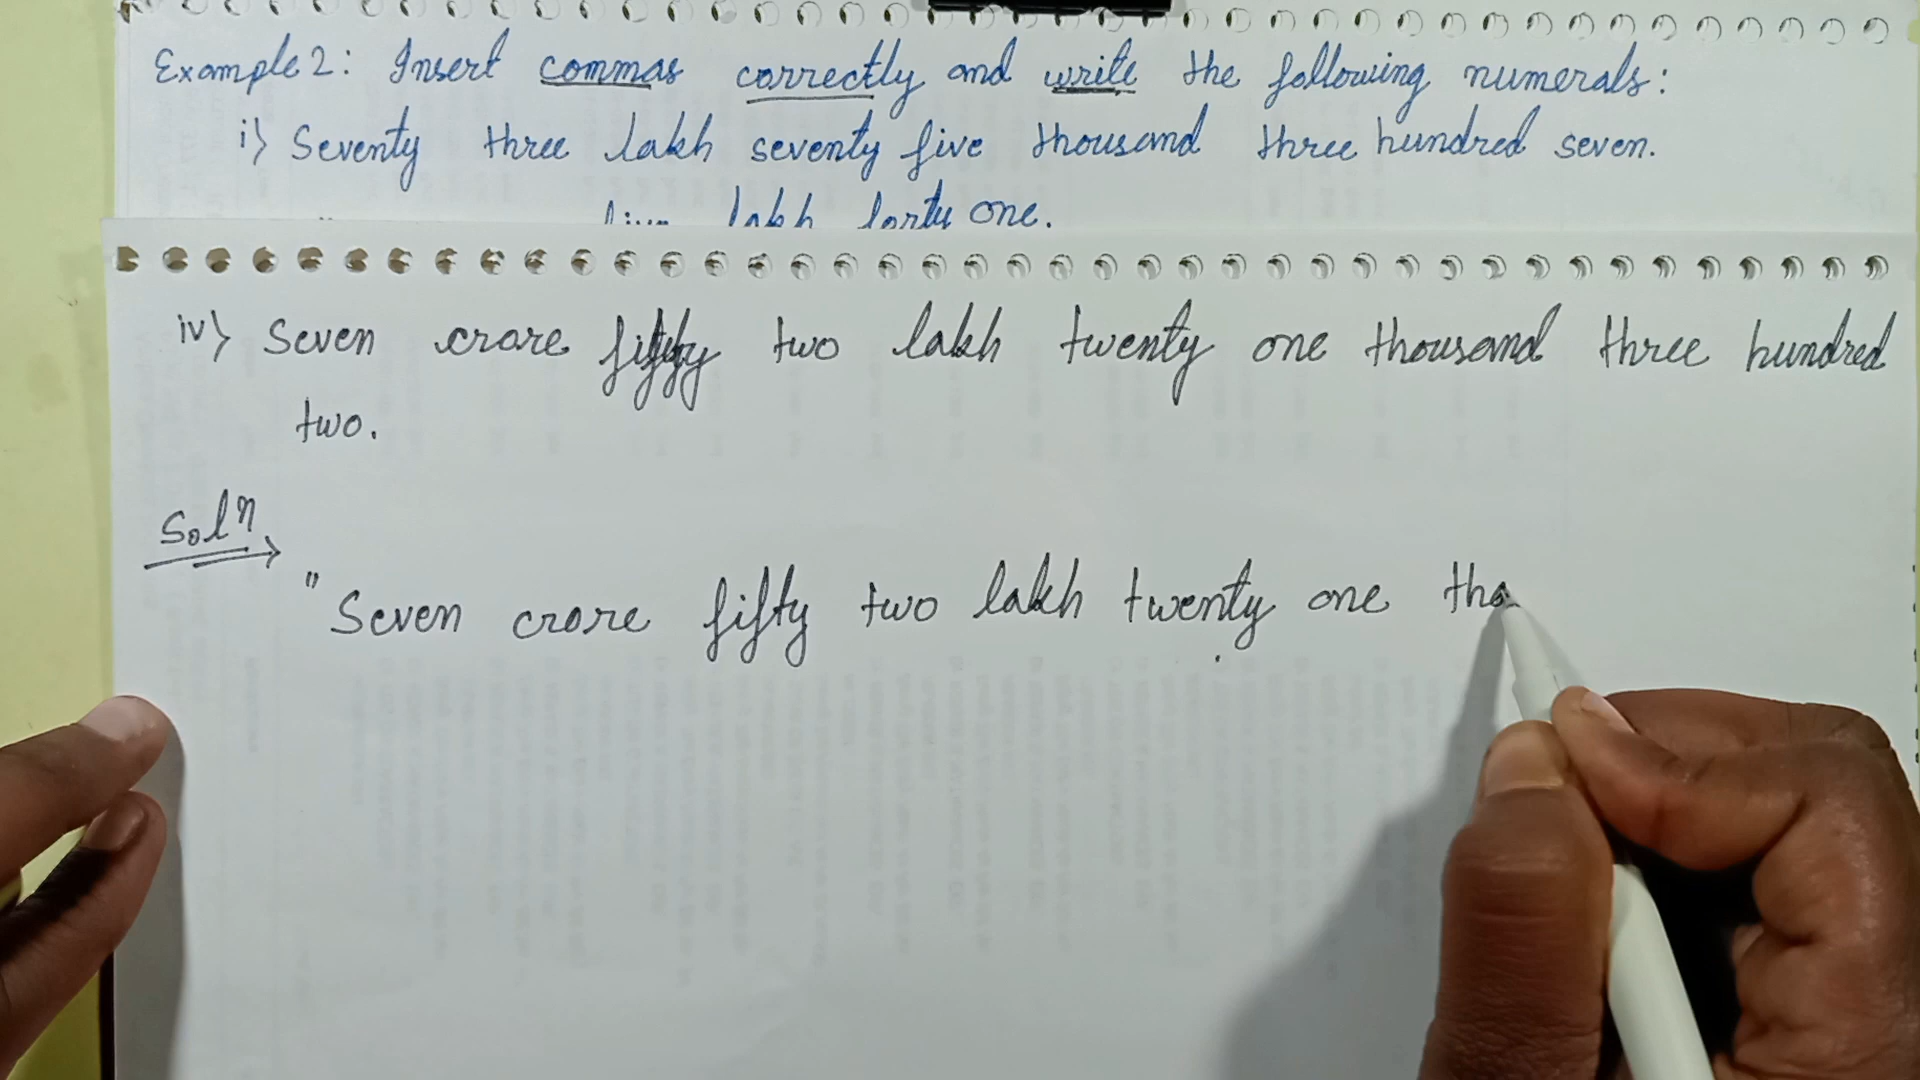 Example 2: Insert commas correctly and write the following numerals:
i) Seventy three lakh seventy five thousand three hundred seven.
lakh forty one.
iv) Seven crore fifty two lakh twenty one thousand three hundred
two.
Solⁿ
"Seven crore fifty two lakh twenty one tho